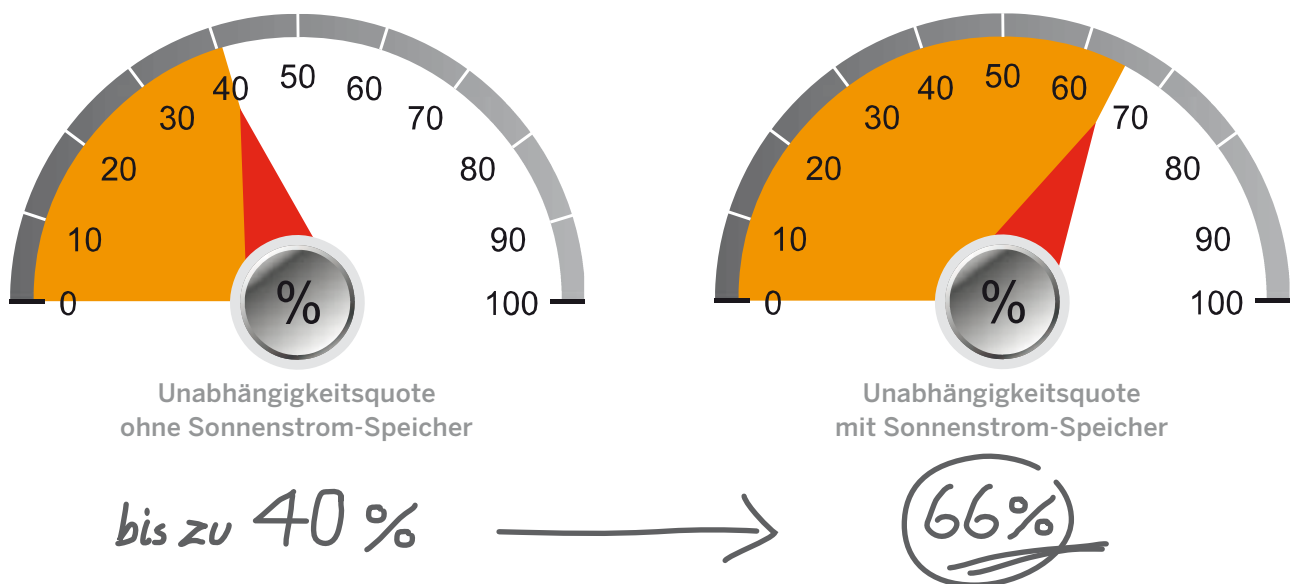 0 10 20 30 40 50 60 70 80 90 100
%
Unabhängigkeitsquote
ohne Sonnenstrom-Speicher
bis zu 40 %
0 10 20 30 40 50 60 70 80 90 100
%
Unabhängigkeitsquote
mit Sonnenstrom-Speicher
66%